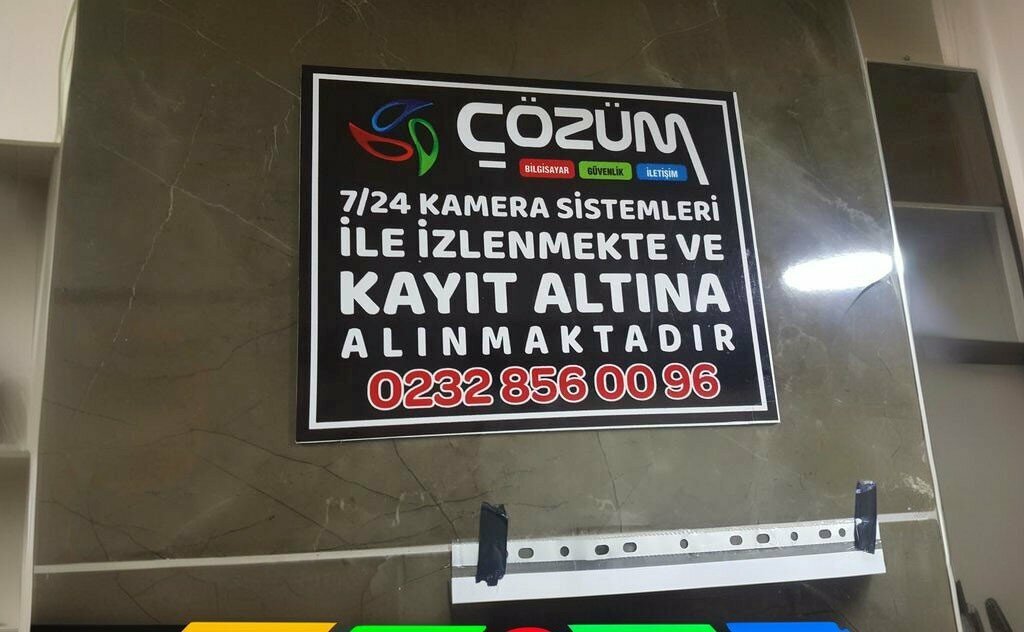 ÇÖZÜM
BİLGİSAYAR GÜVENLİK İLETİŞİM
7/24 KAMERA SİSTEMLERİ
İLE İZLENMEKTE VE
KAYIT ALTINA
ALINMAKTADIR
0232 856 00 96